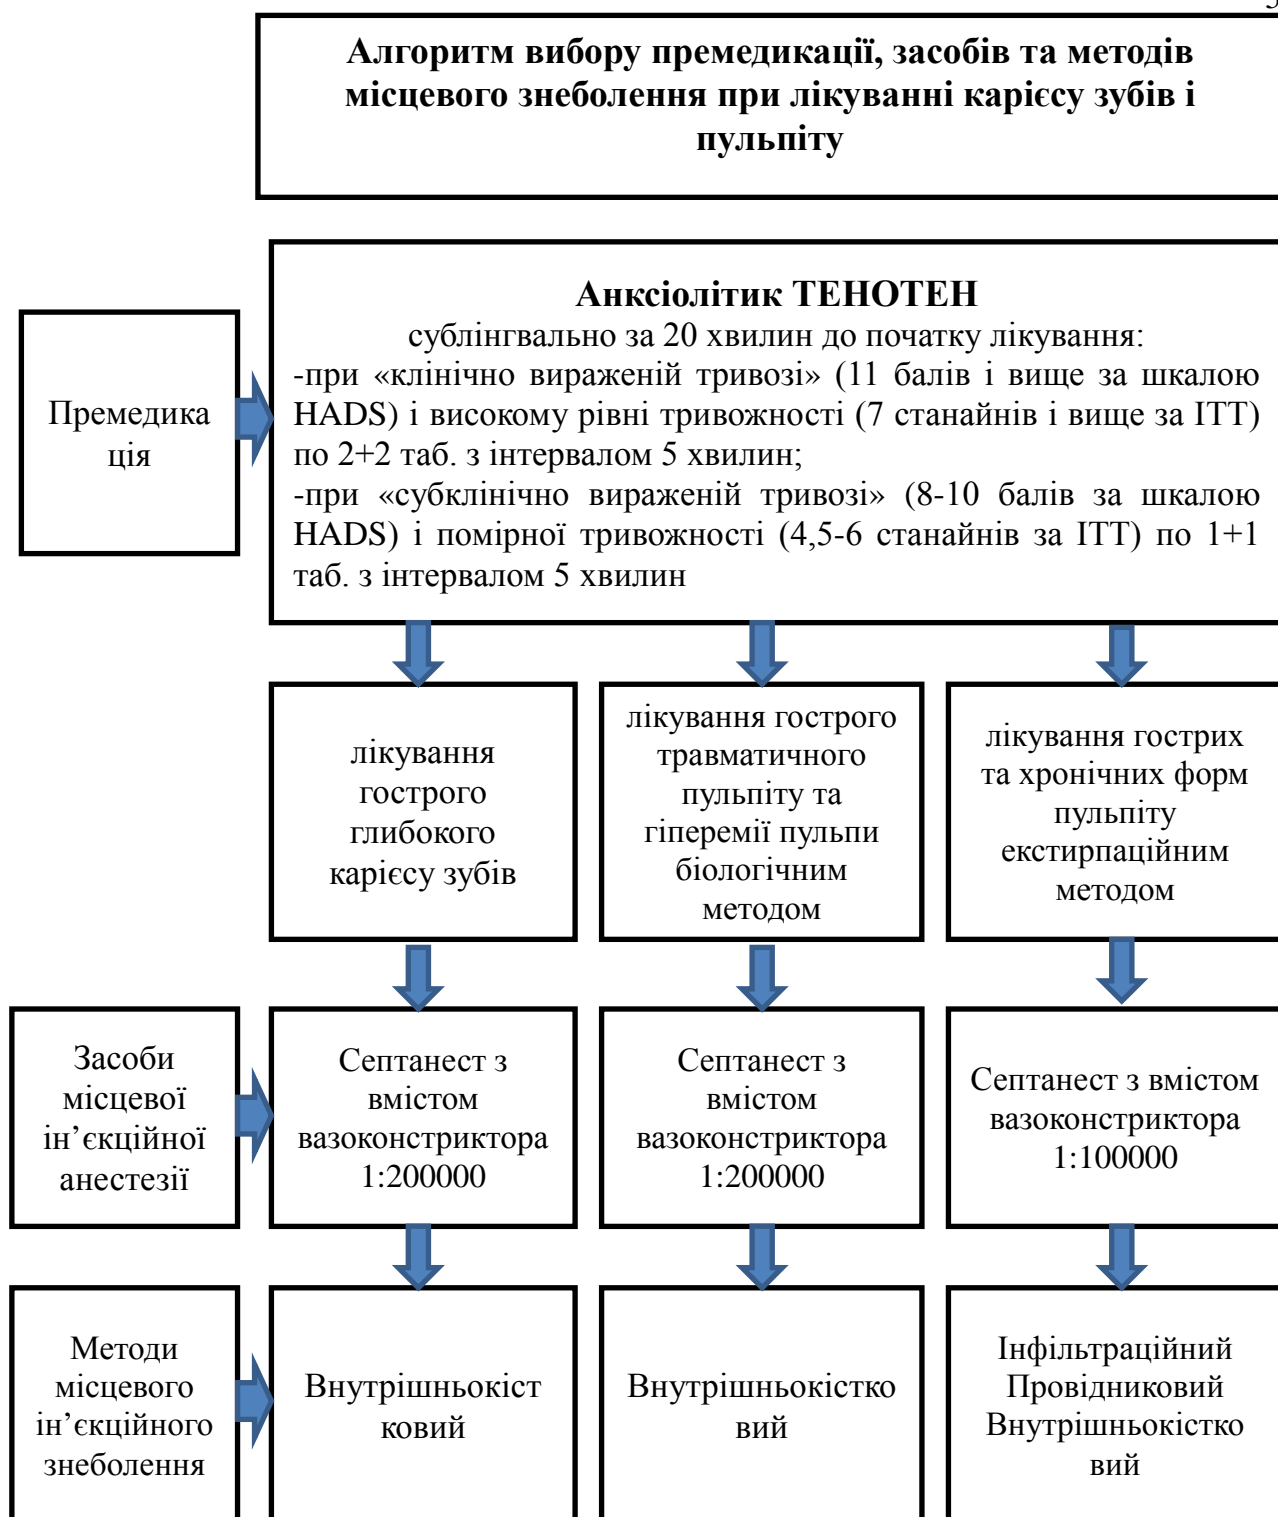 Алгоритм вибору премедикації, засобів та методів
місцевого знеболення при лікуванні карієсу зубів і
пульпіту
Премедика
ція
Анксіолітик ТЕНОТЕН
сублінгвально за 20 хвилин до початку лікування:
-при «клінічно вираженій тривозі» (11 балів і вище за шкалою
HADS) і високому рівні тривожності (7 станайнів і вище за ІТТ)
по 2+2 таб. з інтервалом 5 хвилин;
-при «субклінічно вираженій тривозі» (8-10 балів за шкалою
HADS) і помірної тривожності (4,5-6 станайнів за ІТТ) по 1+1
таб. з інтервалом 5 хвилин
лікування
гострого
глибокого
карієсу зубів
лікування гострого
травматичного
пульпіту та
гіперемії пульпи
біологічним
методом
лікування гострих
та хронічних форм
пульпіту
екстирпаційним
методом
Засоби
місцевої
ін’єкційної
анестезії
Септанест з
вмістом
вазоконстриктора
1:200000
Септанест з
вмістом
вазоконстриктора
1:200000
Септанест з вмістом
вазоконстриктора
1:100000
Методи
місцевого
ін’єкційного
знеболення
Внутрішньокіст
ковий
Внутрішньокістко
вий
Інфільтраційний
Провідниковий
Внутрішньокістко
вий